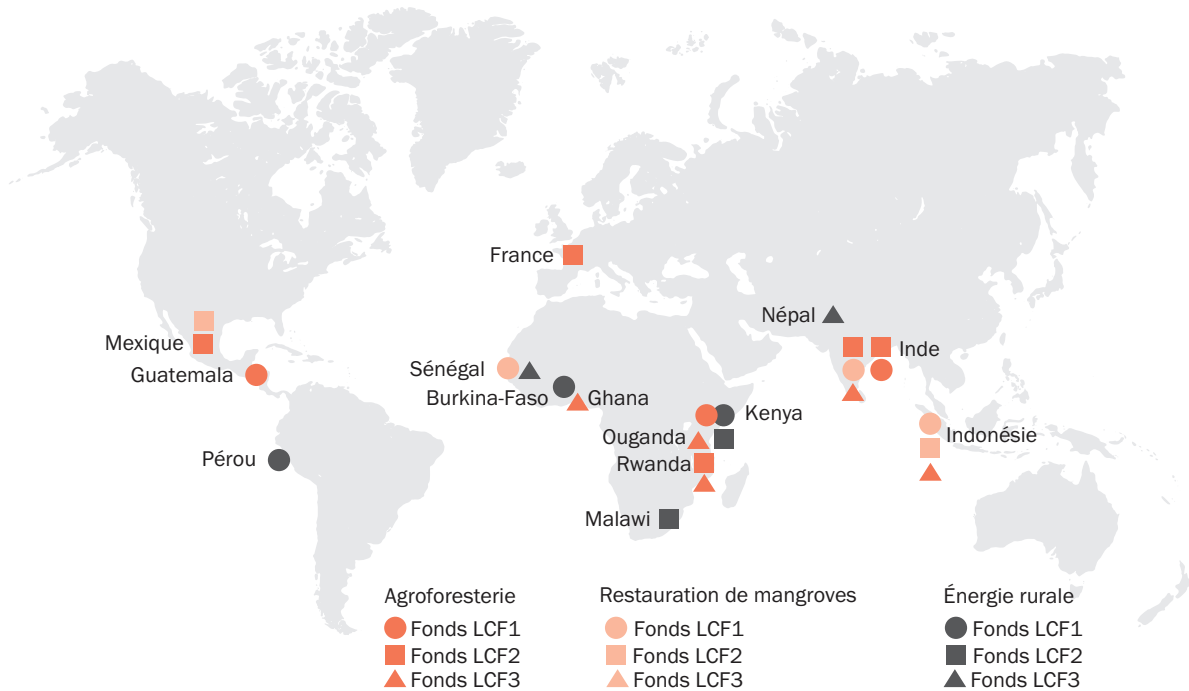 France
Népal
Mexique
Inde
Guatemala
Sénégal
Burkina-Faso
Ghana
Kenya
Ouganda
Indonésie
Pérou
Rwanda
Malawi
Agroforesterie
Fonds LCF1
Fonds LCF2
Fonds LCF3
Restauration de mangroves
Fonds LCF1
Fonds LCF2
Fonds LCF3
Énergie rurale
Fonds LCF1
Fonds LCF2
Fonds LCF3